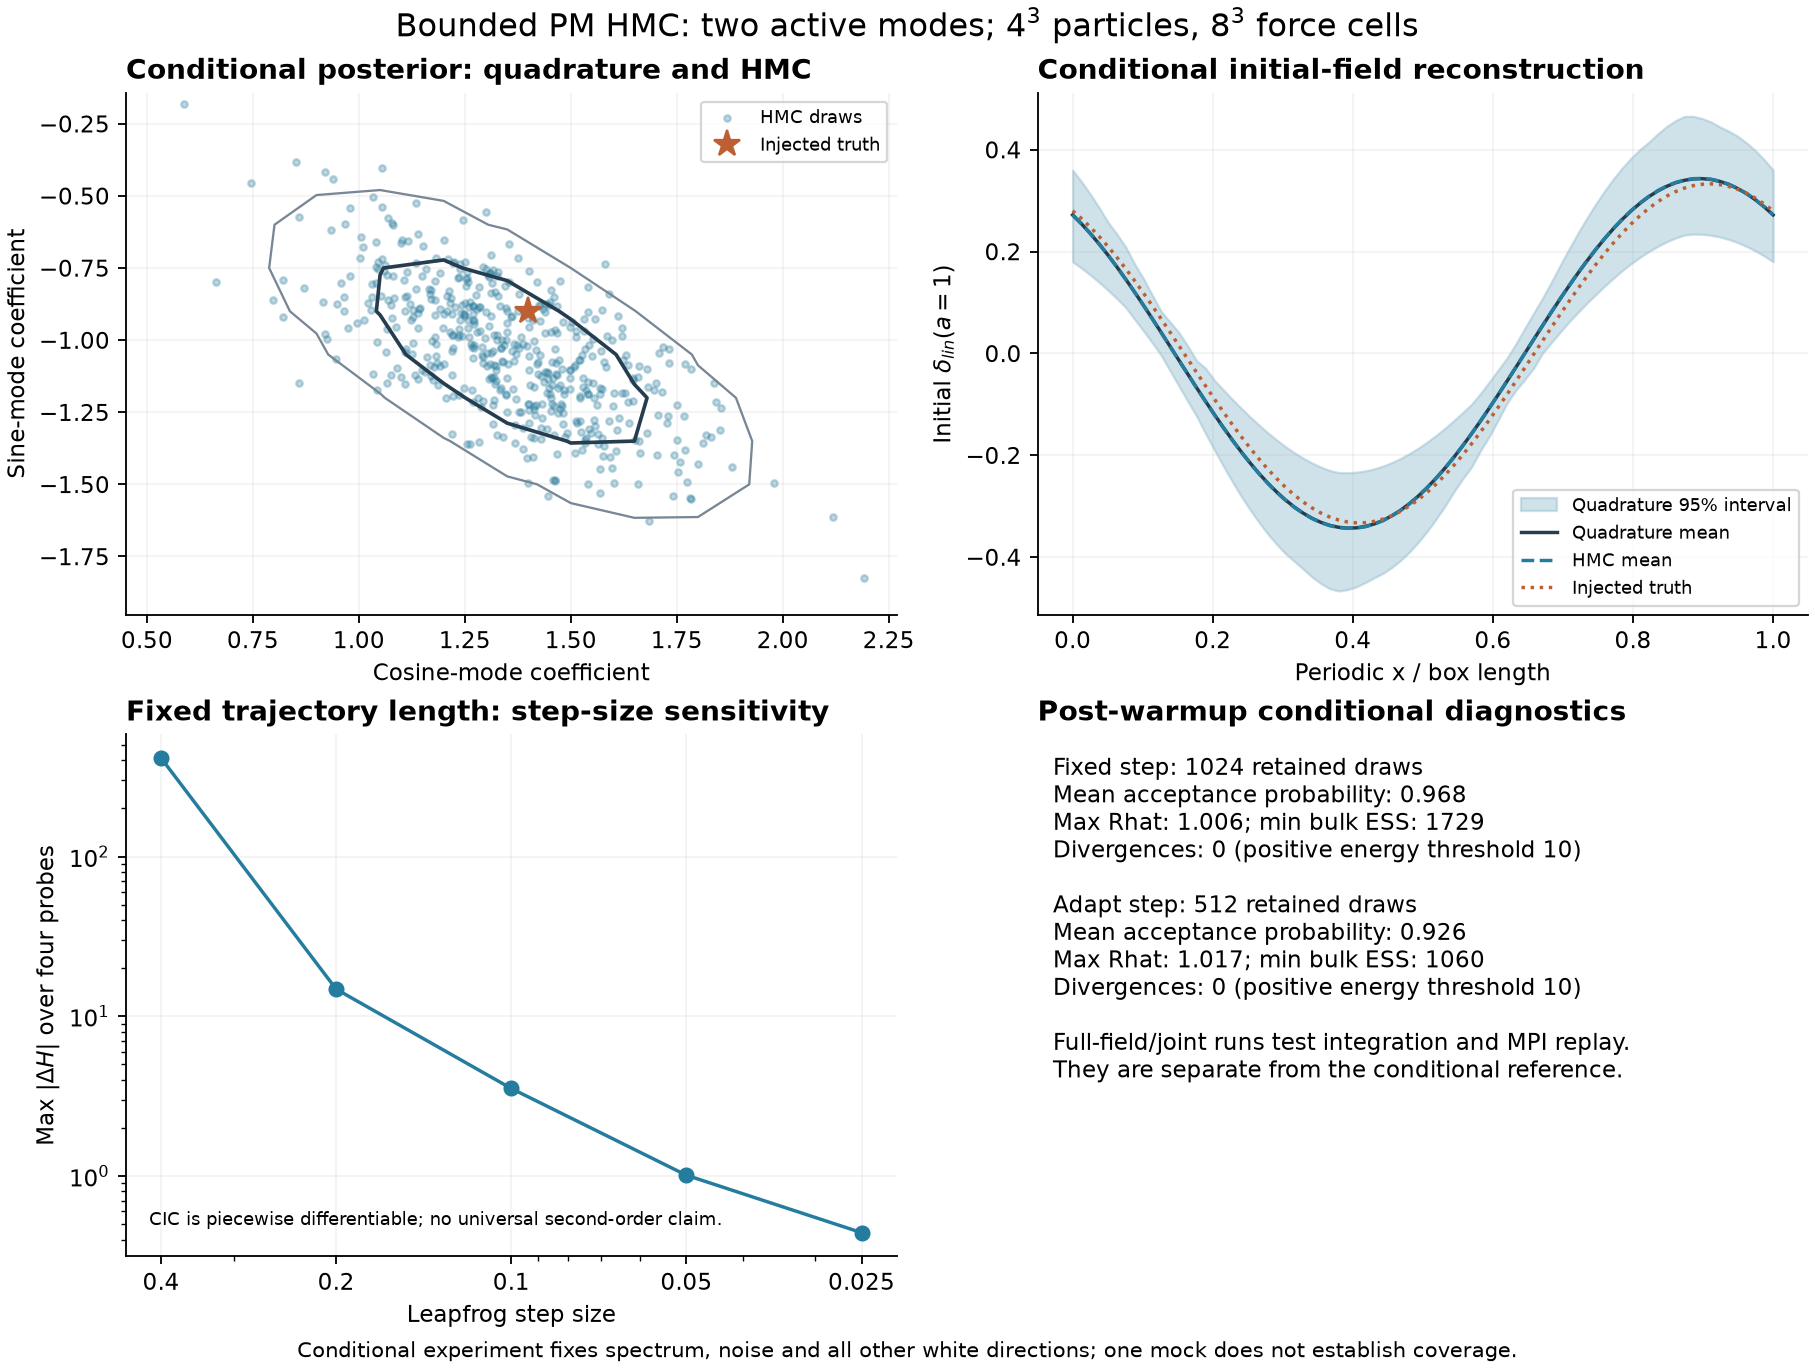 Bounded PM HMC: two active modes; 4³ particles, 8³ force cells
Conditional posterior: quadrature and HMC
HMC draws
Injected truth
−0.25
−0.50
−0.75
−1.00
−1.25
−1.50
−1.75
Sine-mode coefficient
0.50 0.75 1.00 1.25 1.50 1.75 2.00 2.25
Cosine-mode coefficient
Conditional initial-field reconstruction
0.4
0.2
0.0
−0.2
−0.4
Initial δ_lin(a = 1)
Quadrature 95% interval
Quadrature mean
HMC mean
Injected truth
0.0 0.2 0.4 0.6 0.8 1.0
Periodic x / box length
Fixed trajectory length: step-size sensitivity
10²
10¹
10⁰
Max |ΔH| over four probes
CIC is piecewise differentiable; no universal second-order claim.
0.4 0.2 0.1 0.05 0.025
Leapfrog step size
Post-warmup conditional diagnostics
Fixed step: 1024 retained draws
Mean acceptance probability: 0.968
Max Rhat: 1.006; min bulk ESS: 1729
Divergences: 0 (positive energy threshold 10)
Adapt step: 512 retained draws
Mean acceptance probability: 0.926
Max Rhat: 1.017; min bulk ESS: 1060
Divergences: 0 (positive energy threshold 10)
Full-field/joint runs test integration and MPI replay.
They are separate from the conditional reference.
Conditional experiment fixes spectrum, noise and all other white directions; one mock does not establish coverage.